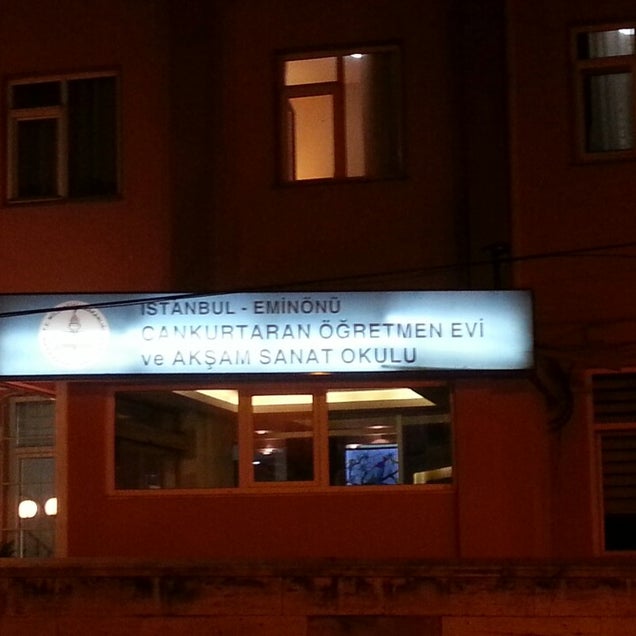 İSTANBUL - EMİNÖNÜ
CANKURTARAN ÖĞRETMEN EVİ
ve AKŞAM SANAT OKULU